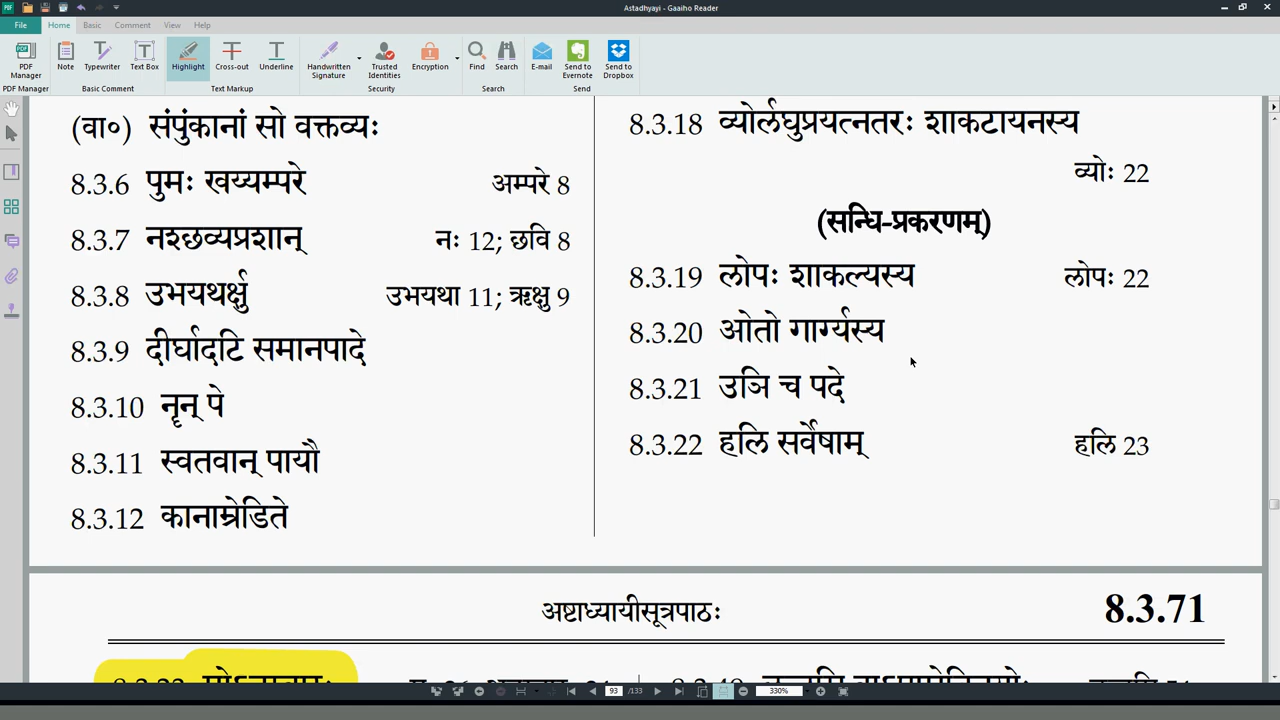 Astadhyayi - Gaaiho Reader
File Home Basic Comment View Help
PDF Manager Note Typewriter Text Box Highlight Cross-out Underline Handwritten Signature Trusted Identities Encryption Find Search E-mail Send to Evernote Send to Dropbox
PDF Manager Basic Comment Text Markup Security Search Send
(वा०) संपुंकानां सो वक्तव्यः
8.3.6 पुमः खय्यम्परे अम्परे 8
8.3.7 नश्छव्यप्रशान् नः 12; छवि 8
8.3.8 उभयथर्क्षु उभयथा 11; ऋक्षु 9
8.3.9 दीर्घादटि समानपादे
8.3.10 नॄन् पे
8.3.11 स्वतवान् पायौ
8.3.12 कानाम्रेडिते
8.3.18 व्योर्लघुप्रयत्नतरः शाकटायनस्य
व्योः 22
(सन्धि-प्रकरणम्)
8.3.19 लोपः शाकल्यस्य लोपः 22
8.3.20 ओतो गार्ग्यस्य
8.3.21 उञि च पदे
8.3.22 हलि सर्वेषाम् हलि 23
अष्टाध्यायीसूत्रपाठः 8.3.71
93 /133 330%